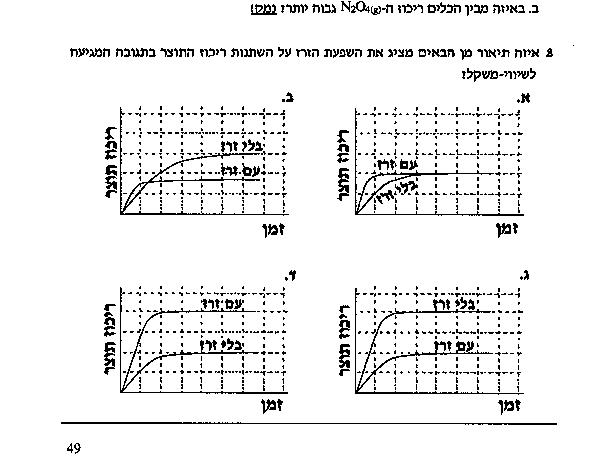 ב. באיזה מבין הכלים ריכוז ה-N₂O₄(g) גבוה יותר? נמק!
8. איזה תיאור מן הבאים מציג את השפעת הזרז על השתנות ריכוז התוצר בתגובה המגיעה
לשיווי-משקל?
א.
ריכוז תוצר
עם זרז
בלי זרז
זמן
ב.
ריכוז תוצר
בלי זרז
עם זרז
זמן
ג.
ריכוז תוצר
בלי זרז
עם זרז
זמן
ד.
ריכוז תוצר
עם זרז
בלי זרז
זמן
49